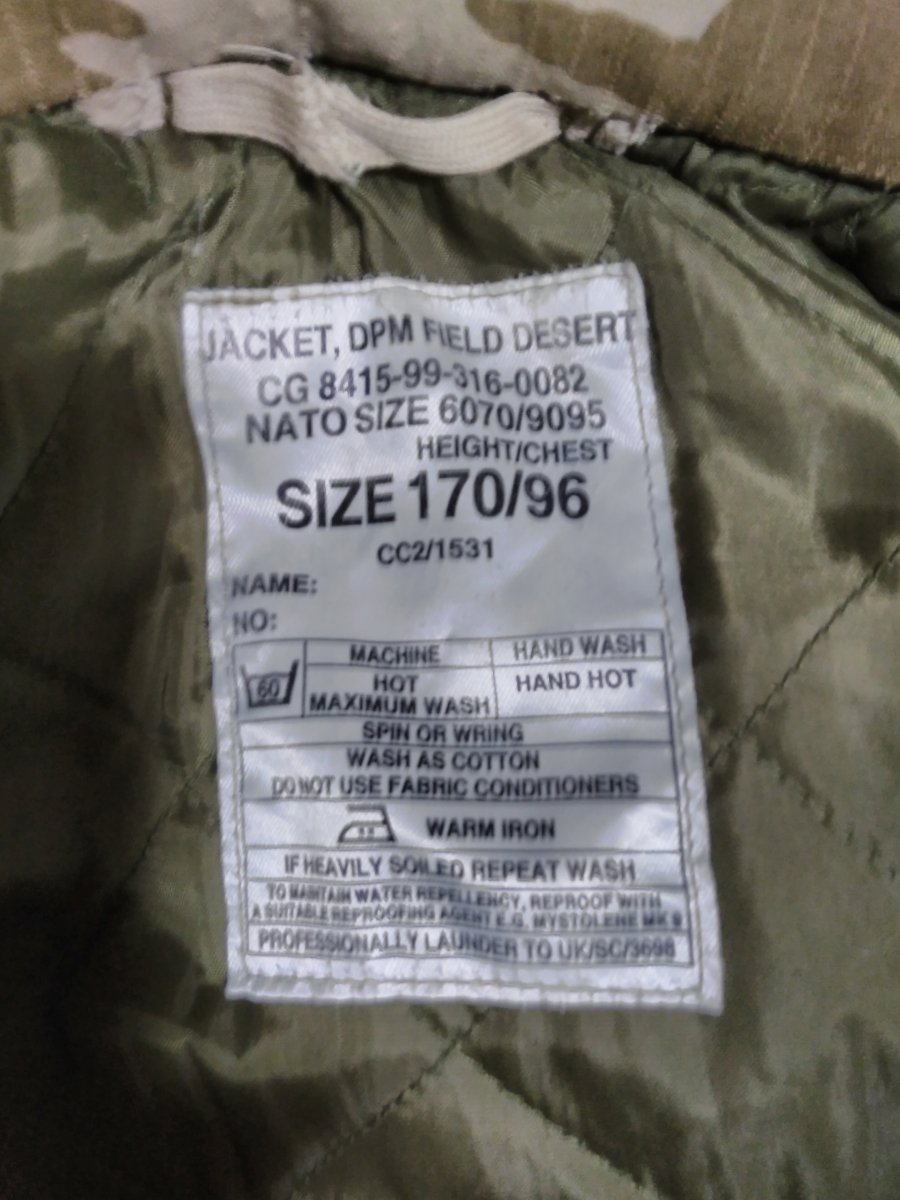 JACKET, DPM FIELD DESERT
CG 8415-99-316-0082
NATO SIZE 6070/9095
HEIGHT/CHEST
SIZE 170/96
CC2/1531
NAME:
NO:
MACHINE HAND WASH
60 HOT HAND HOT
MAXIMUM WASH
SPIN OR WRING
WASH AS COTTON
DO NOT USE FABRIC CONDITIONERS
WARM IRON
IF HEAVILY SOILED REPEAT WASH
TO MAINTAIN WATER REPELLENCY, REPROOF WITH
A SUITABLE REPROOFING AGENT E.G. MYSTOLENE MK 9
PROFESSIONALLY LAUNDER TO UK/SC/3698